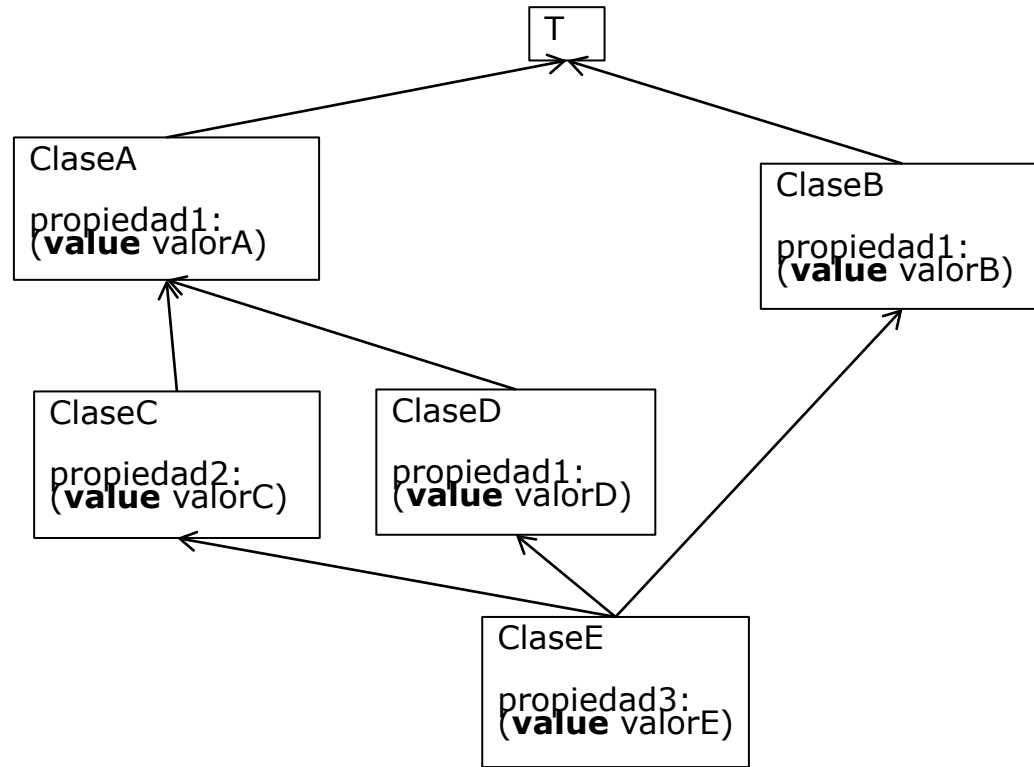 T
ClaseA
propiedad1:
(value valorA)
ClaseB
propiedad1:
(value valorB)
ClaseC
propiedad2:
(value valorC)
ClaseD
propiedad1:
(value valorD)
ClaseE
propiedad3:
(value valorE)